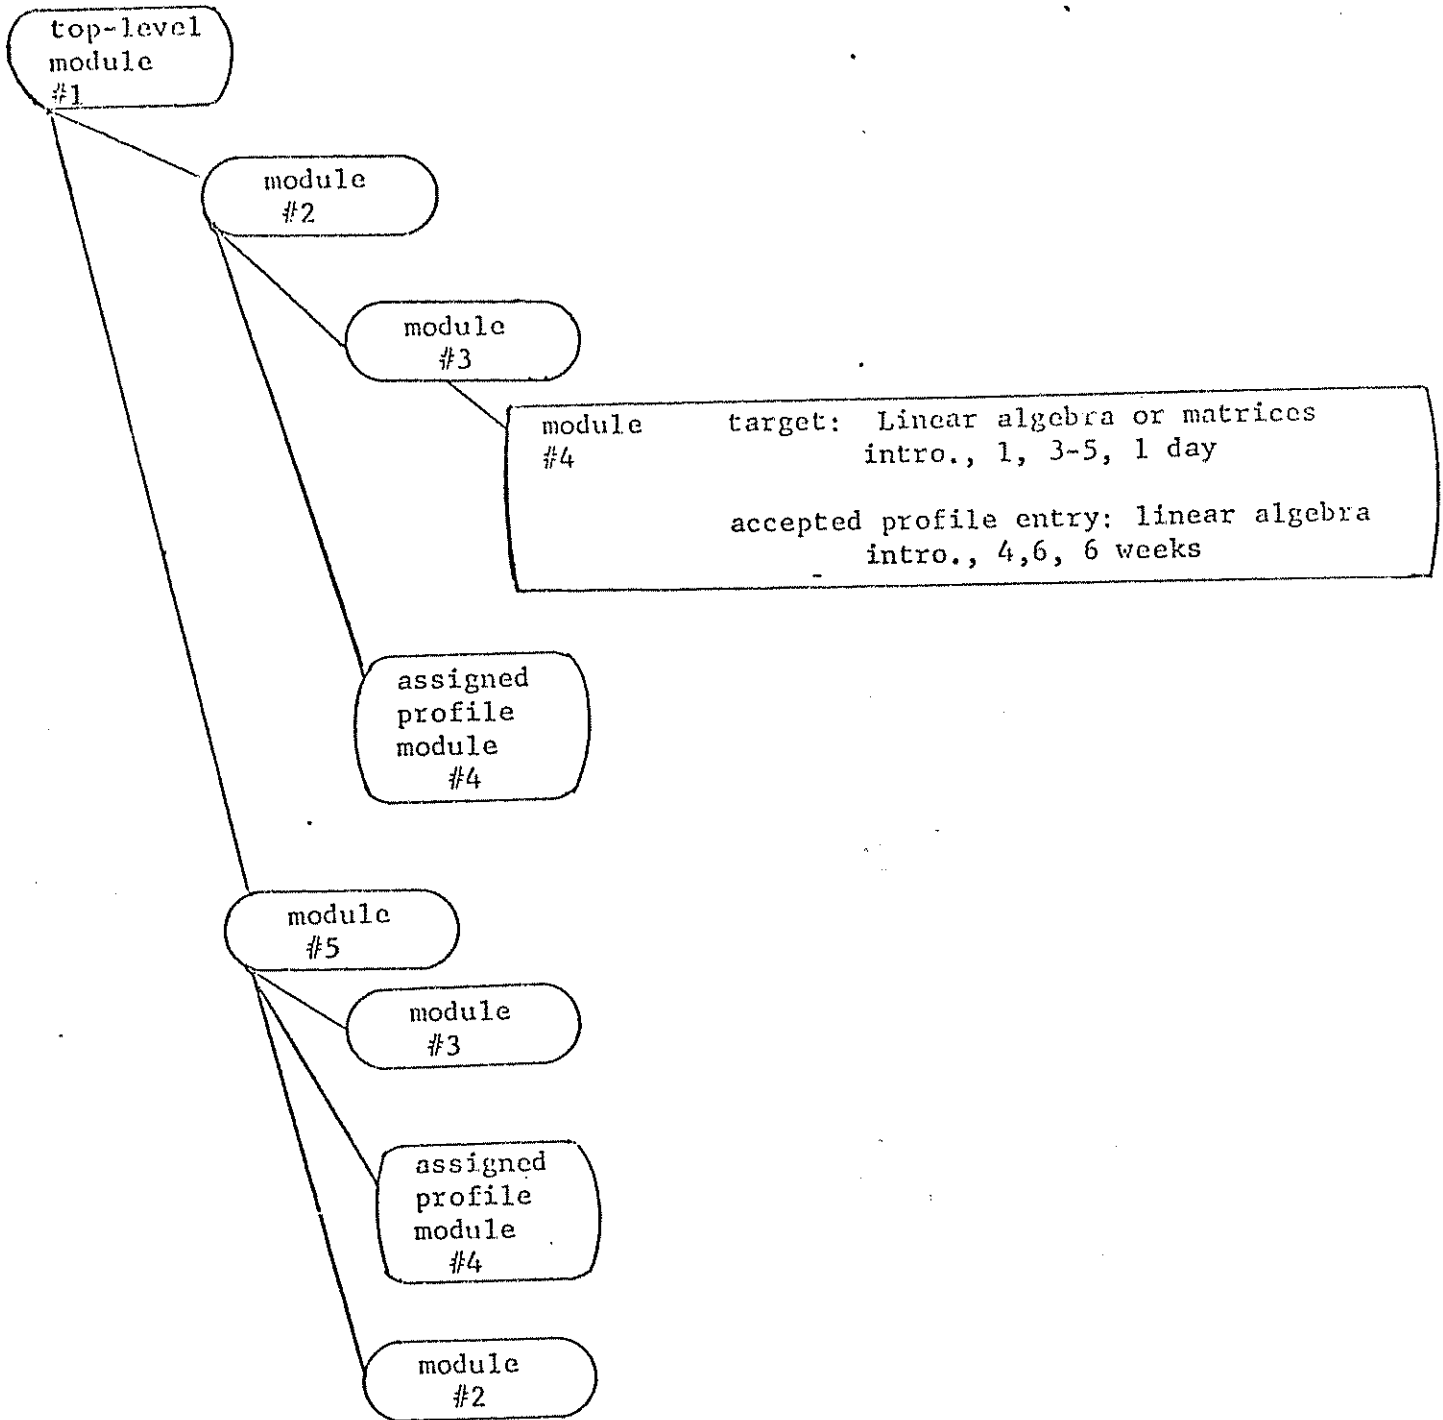 top-level
module
#1
module
#2
module
#3
module target: Linear algebra or matrices
#4 intro., 1, 3-5, 1 day
accepted profile entry: linear algebra
intro., 4,6, 6 weeks
assigned
profile
module
#4
module
#5
module
#3
assigned
profile
module
#4
module
#2